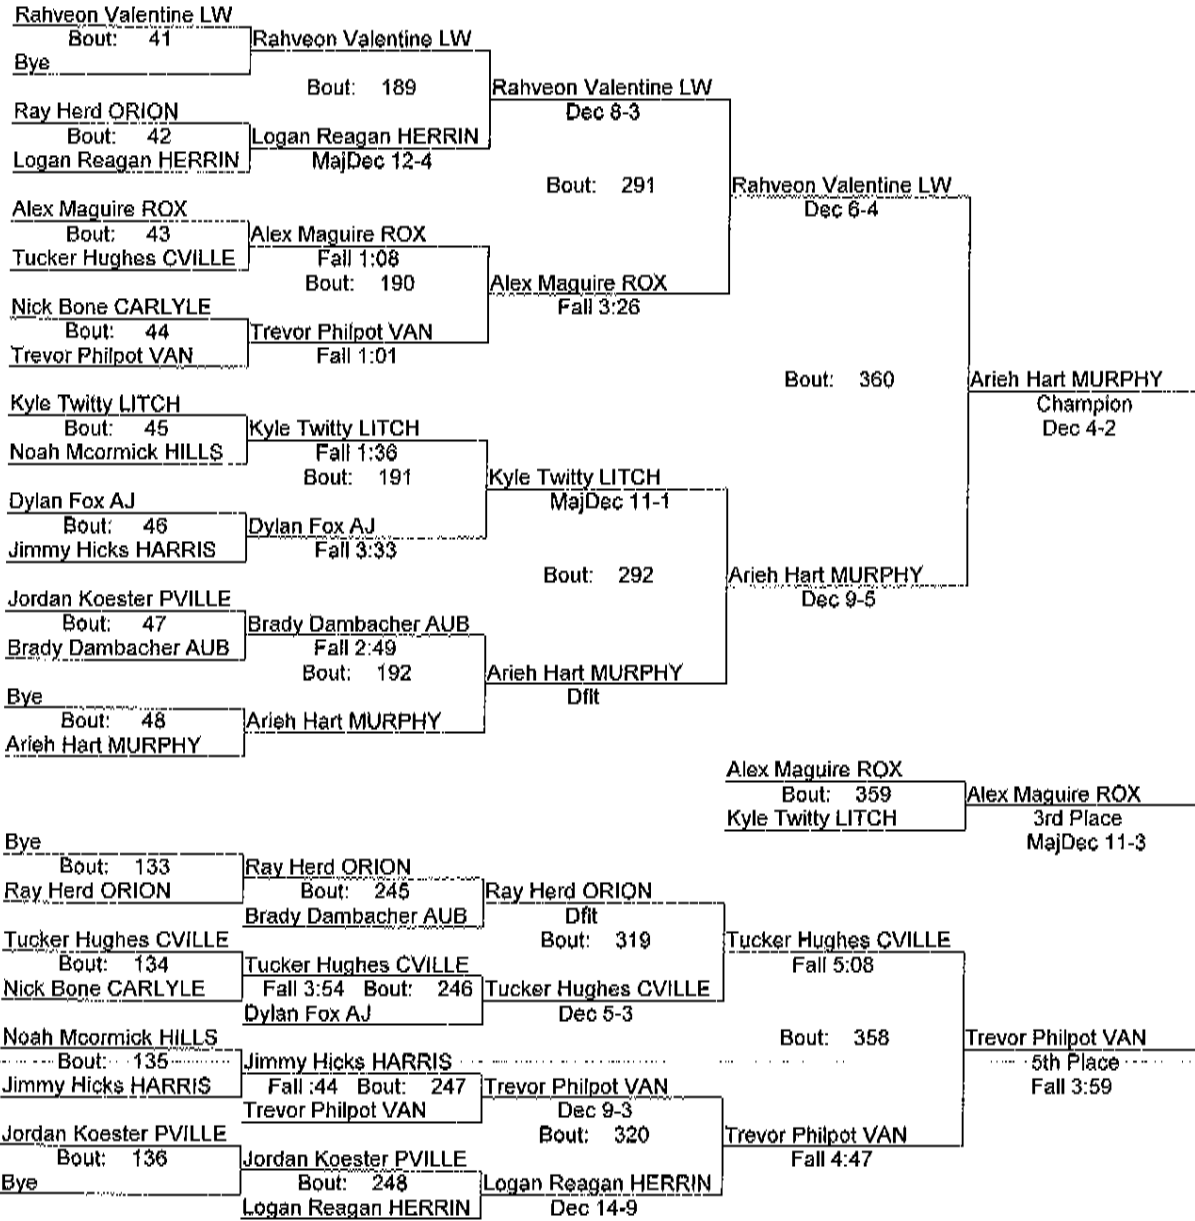 Rahveon Valentine LW
Bout: 41
Rahveon Valentine LW
Bye
Bout: 189
Rahveon Valentine LW
Dec 8-3
Ray Herd ORION
Bout: 42
Logan Reagan HERRIN
Logan Reagan HERRIN
MajDec 12-4
Bout: 291
Rahveon Valentine LW
Dec 6-4
Alex Maguire ROX
Bout: 43
Alex Maguire ROX
Tucker Hughes CVILLE
Fall 1:08
Bout: 190
Alex Maguire ROX
Fall 3:26
Nick Bone CARLYLE
Bout: 44
Trevor Philpot VAN
Trevor Philpot VAN
Fall 1:01
Bout: 360
Arieh Hart MURPHY
Champion
Dec 4-2
Kyle Twitty LITCH
Bout: 45
Kyle Twitty LITCH
Noah Mcormick HILLS
Fall 1:36
Bout: 191
Kyle Twitty LITCH
MajDec 11-1
Dylan Fox AJ
Bout: 46
Dylan Fox AJ
Jimmy Hicks HARRIS
Fall 3:33
Bout: 292
Arieh Hart MURPHY
Dec 9-5
Jordan Koester PVILLE
Bout: 47
Brady Dambacher AUB
Brady Dambacher AUB
Fall 2:49
Bout: 192
Arieh Hart MURPHY
Dflt
Bye
Bout: 48
Arieh Hart MURPHY
Arieh Hart MURPHY
Alex Maguire ROX
Bout: 359
Alex Maguire ROX
Kyle Twitty LITCH
3rd Place
MajDec 11-3
Bye
Bout: 133
Ray Herd ORION
Ray Herd ORION
Bout: 245
Ray Herd ORION
Brady Dambacher AUB
Dflt
Bout: 319
Tucker Hughes CVILLE
Fall 5:08
Tucker Hughes CVILLE
Bout: 134
Tucker Hughes CVILLE
Nick Bone CARLYLE
Fall 3:54 Bout: 246
Tucker Hughes CVILLE
Dylan Fox AJ
Dec 5-3
Bout: 358
Trevor Philpot VAN
5th Place
Fall 3:59
Noah Mcormick HILLS
Bout: 135
Jimmy Hicks HARRIS
Jimmy Hicks HARRIS
Fall :44 Bout: 247
Trevor Philpot VAN
Trevor Philpot VAN
Dec 9-3
Bout: 320
Trevor Philpot VAN
Fall 4:47
Jordan Koester PVILLE
Bout: 136
Jordan Koester PVILLE
Bye
Bout: 248
Logan Reagan HERRIN
Logan Reagan HERRIN
Dec 14-9